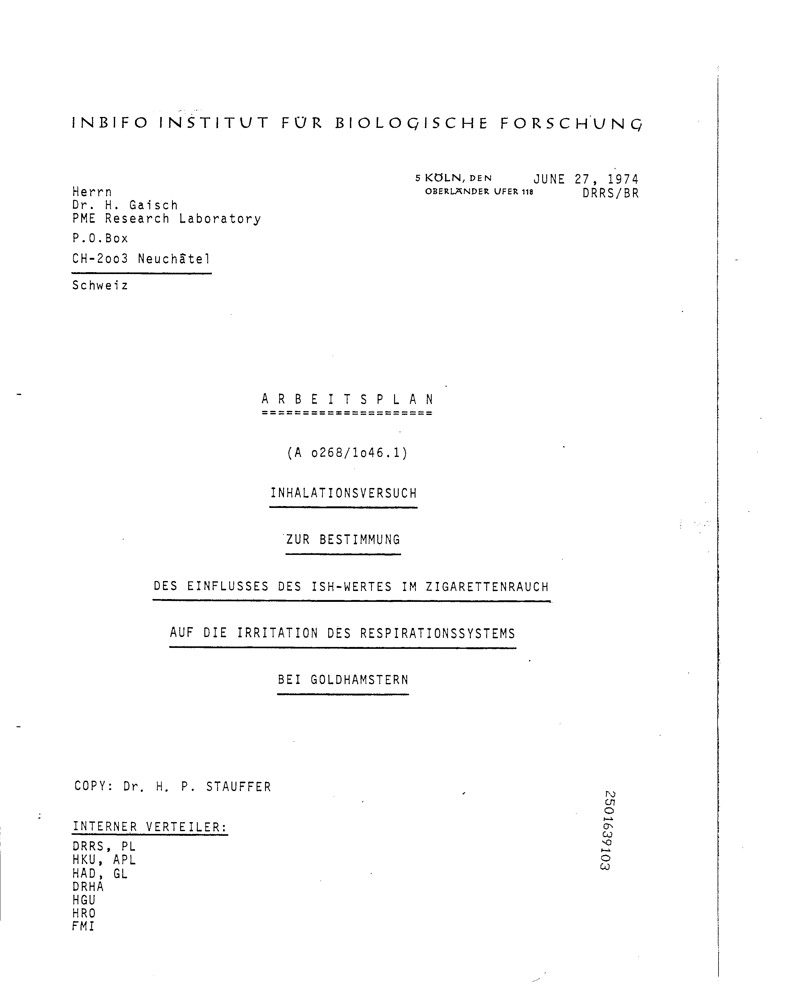 INBIFO INSTITUT FÜR BIOLOGISCHE FORSCHUNG
5 KÖLN, DEN JUNE 27, 1974
OBERLÄNDER UFER 118 DRRS/BR
Herrn
Dr. H. Gaisch
PME Research Laboratory
P.O.Box
CH-2oo3 Neuchâtel
Schweiz
A R B E I T S P L A N
=====================
(A o268/1o46.1)
INHALATIONSVERSUCH
ZUR BESTIMMUNG
DES EINFLUSSES DES ISH-WERTES IM ZIGARETTENRAUCH
AUF DIE IRRITATION DES RESPIRATIONSSYSTEMS
BEI GOLDHAMSTERN
COPY: Dr. H. P. STAUFFER
INTERNER VERTEILER:
DRRS, PL
HKU, APL
HAD, GL
DRHA
HGU
HRO
FMI
2501639103